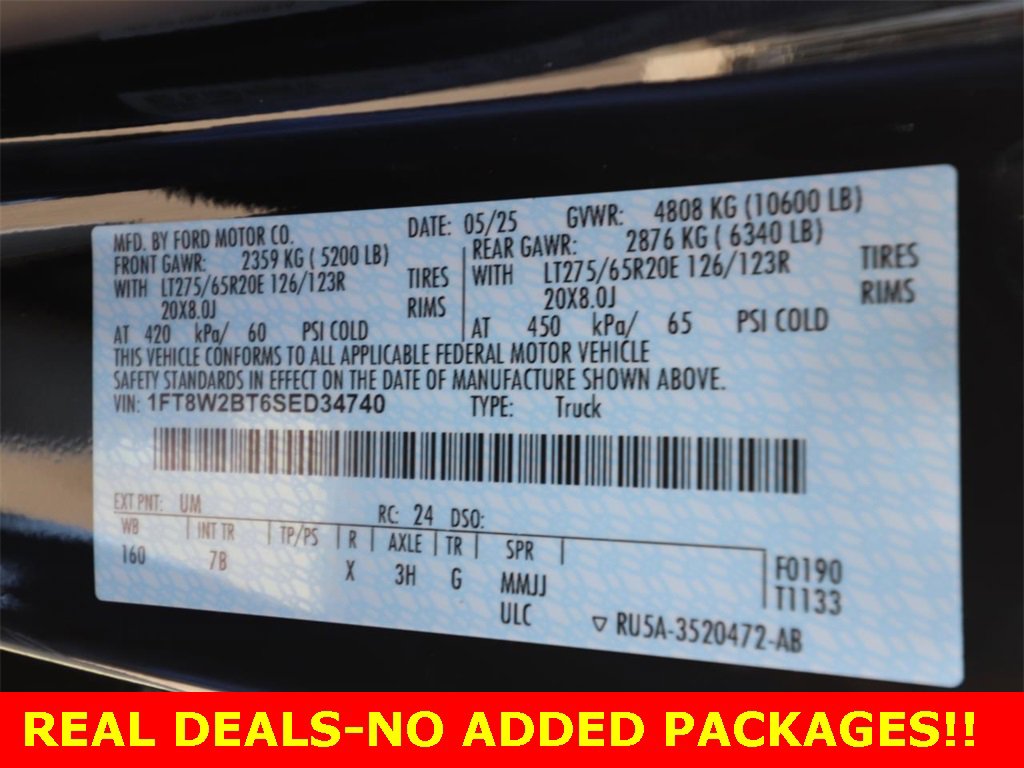 MFD. BY FORD MOTOR CO. DATE: 05/25 GVWR: 4808 KG (10600 LB)
FRONT GAWR: 2359 KG ( 5200 LB) REAR GAWR: 2876 KG ( 6340 LB)
WITH LT275/65R20E 126/123R TIRES WITH LT275/65R20E 126/123R TIRES
20X8.0J RIMS 20X8.0J RIMS
AT 420 kPa/ 60 PSI COLD AT 450 kPa/ 65 PSI COLD
THIS VEHICLE CONFORMS TO ALL APPLICABLE FEDERAL MOTOR VEHICLE
SAFETY STANDARDS IN EFFECT ON THE DATE OF MANUFACTURE SHOWN ABOVE.
VIN: 1FT8W2BT6SED34740 TYPE: Truck
EXT PNT: UM RC: 24 DSO:
WB INT TR TP/PS R AXLE TR SPR
160 7B X 3H G MMJJ F0190
ULC T1133
▽ RU5A-3520472-AB
REAL DEALS-NO ADDED PACKAGES!!